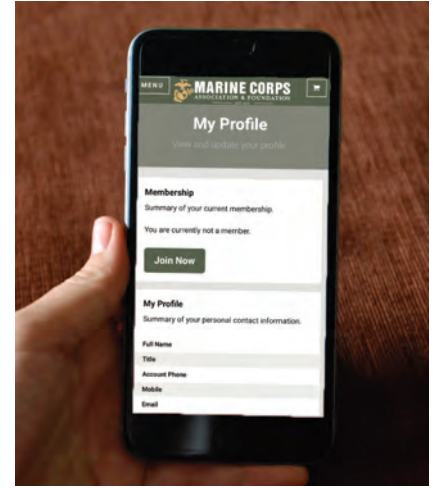 MENU
MARINE CORPS
ASSOCIATION & FOUNDATION
My Profile
View and update your profile
Membership
Summary of your current membership.
You are currently not a member.
Join Now
My Profile
Summary of your personal contact information.
Full Name
Title
Account Phone
Mobile
Email